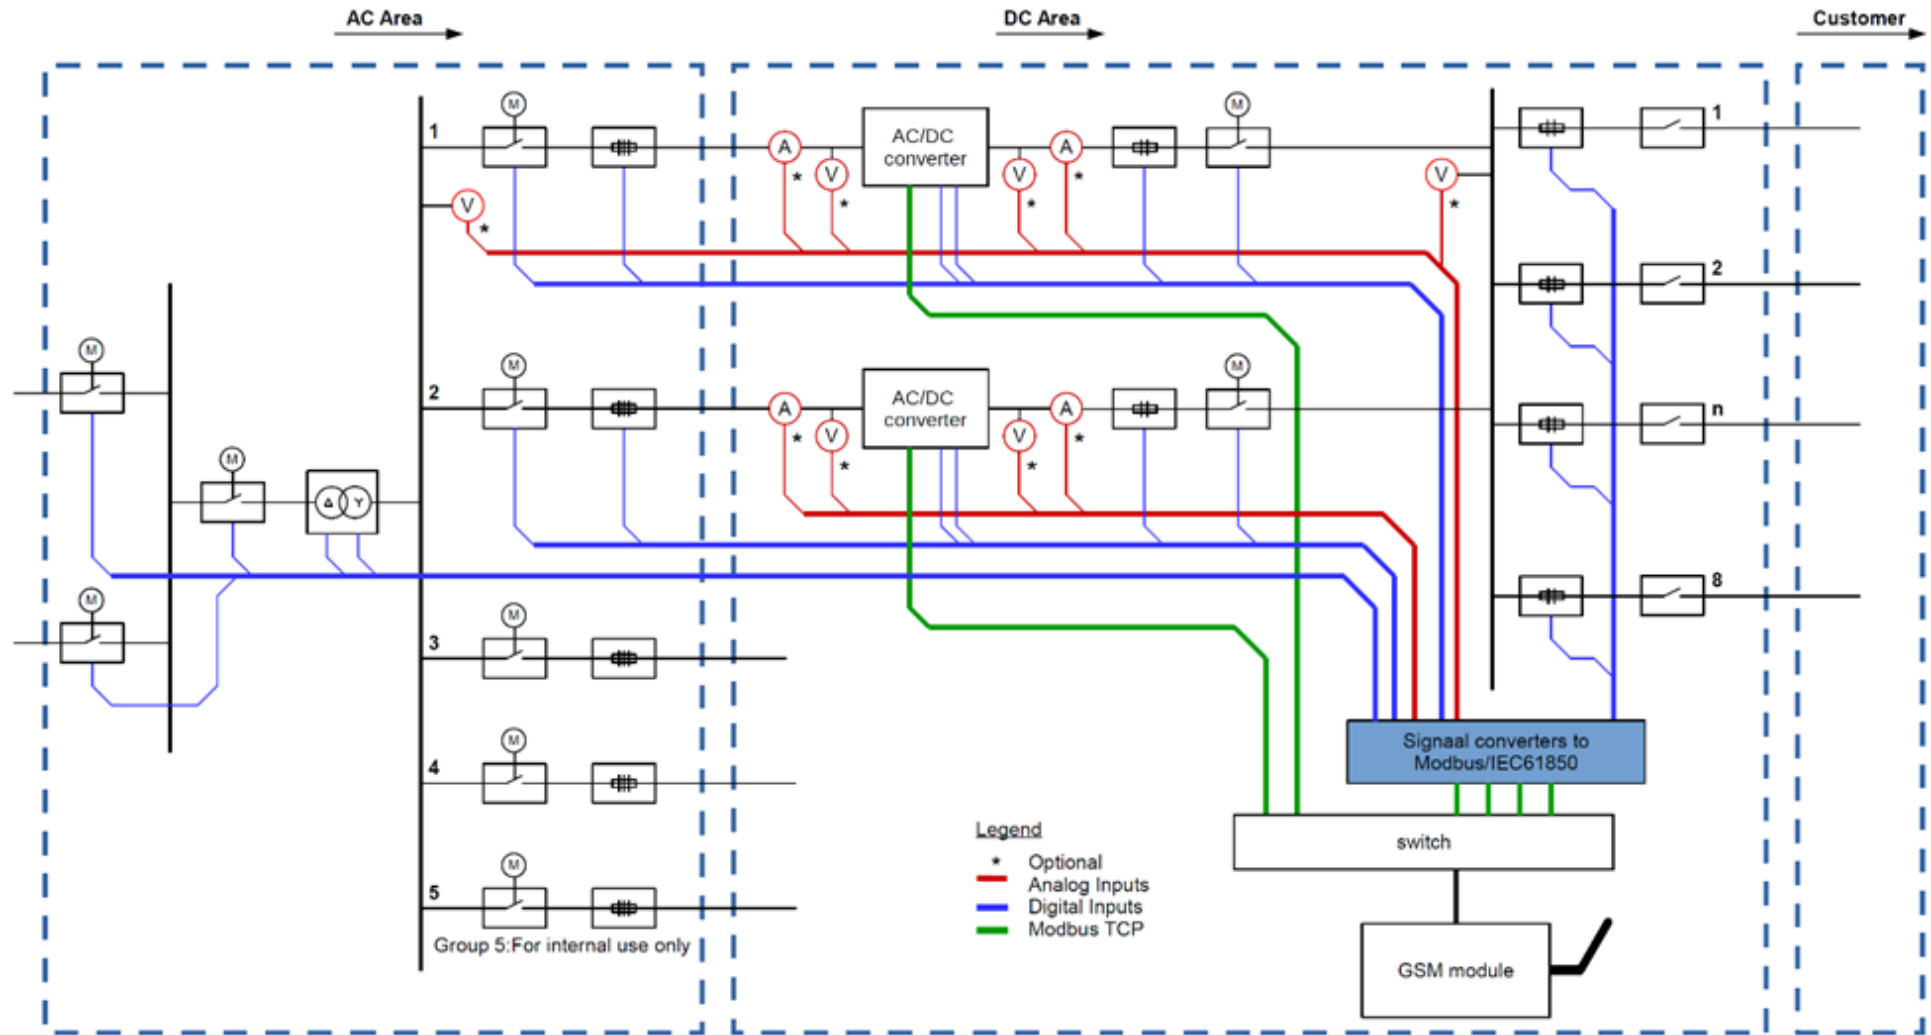 AC Area
DC Area
Customer
M
M
1
A
*
V
*
AC/DC
converter
V
*
A
*
V
*
1
V
*
2
M
M
2
A
*
V
*
AC/DC
converter
V
*
A
*
M
n
M
Δ Y
M
8
M
3
M
4
Signaal converters to
Modbus/IEC61850
switch
M
5
Group 5:For internal use only
Legend
* Optional
Analog Inputs
Digital Inputs
Modbus TCP
GSM module